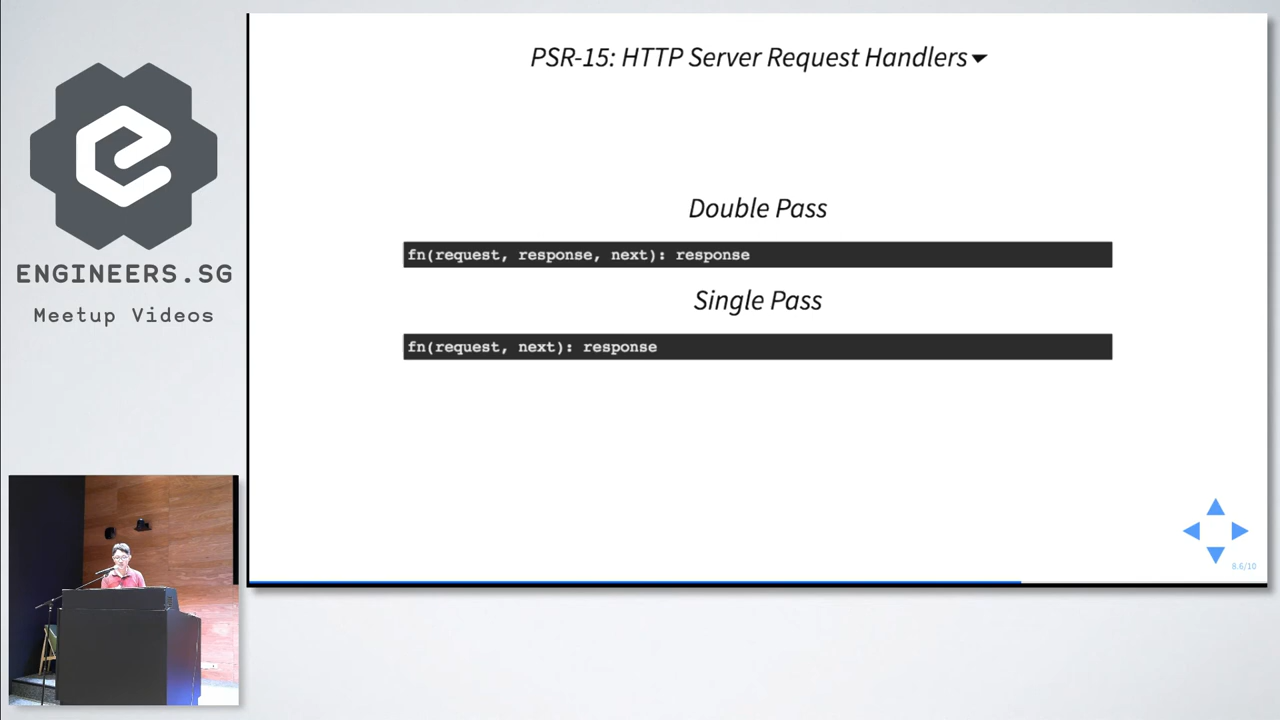 ENGINEERS.SG
Meetup Videos
PSR-15: HTTP Server Request Handlers
Double Pass
fn(request, response, next): response
Single Pass
fn(request, next): response
8.6/10